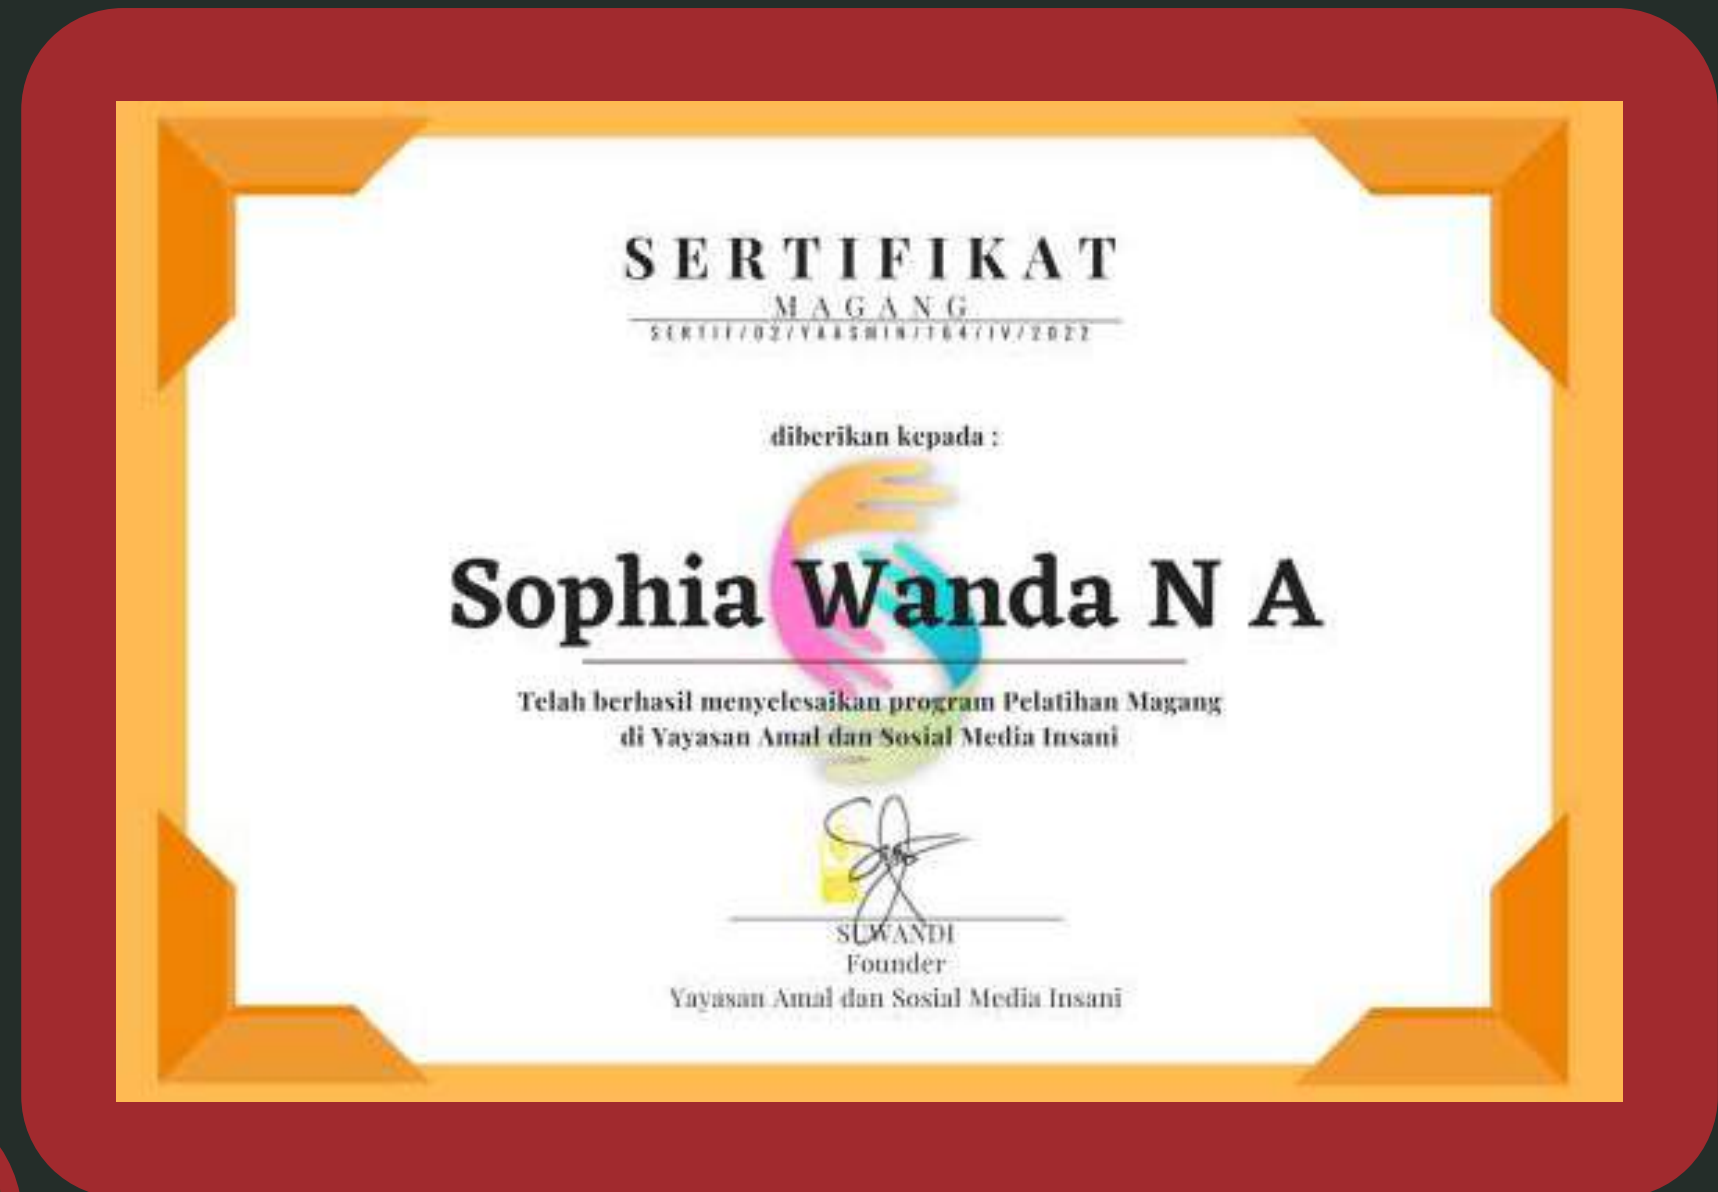 SERTIFIKAT
MAGANG
SERTIF/02/YAASMIN/164/IV/2022
diberikan kepada :
Sophia Wanda N A
Telah berhasil menyelesaikan program Pelatihan Magang
di Yayasan Amal dan Sosial Media Insani
SUWANDI
Founder
Yayasan Amal dan Sosial Media Insani